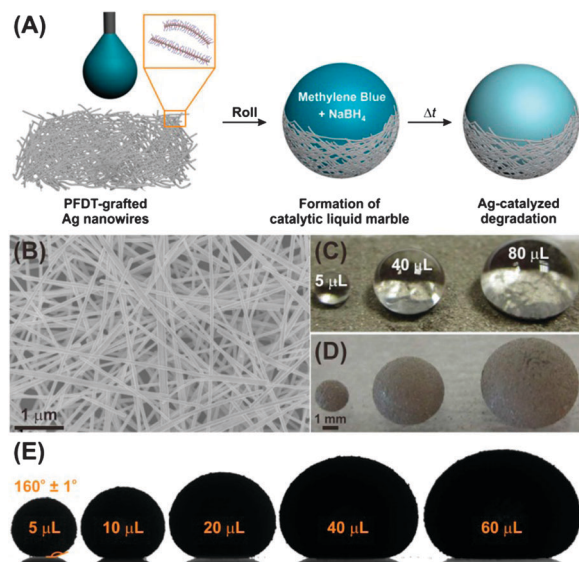 (A)
Methylene Blue
+ NaBH₄
Roll
Δt
PFDT-grafted
Ag nanowires
Formation of
catalytic liquid marble
Ag-catalyzed
degradation
(B)
1 μm
(C)
5 μL
40 μL
80 μL
(D)
1 mm
(E)
160° ± 1°
5 μL
10 μL
20 μL
40 μL
60 μL